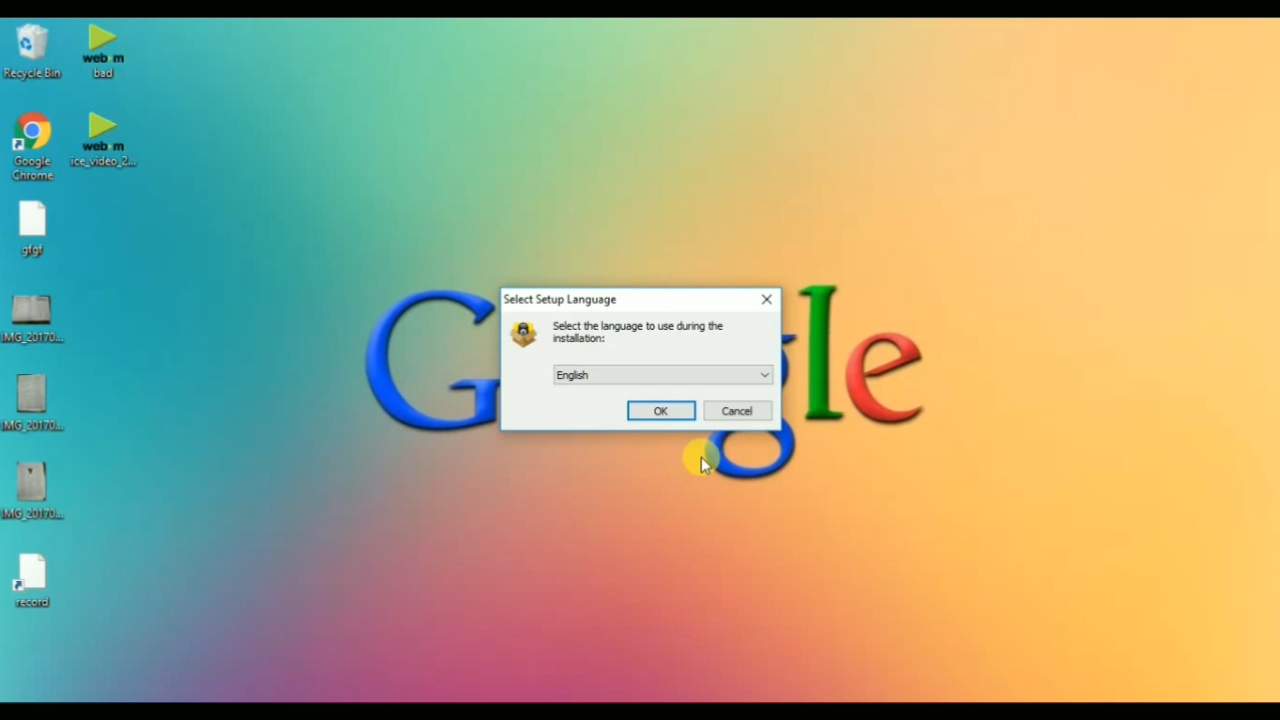 Recycle Bin
web m
bad
Google
Chrome
web m
ice_video_2...
gfgf
IMG_20170...
IMG_20170...
IMG_20170...
record
Google
Select Setup Language
Select the language to use during the
installation:
English
OK
Cancel